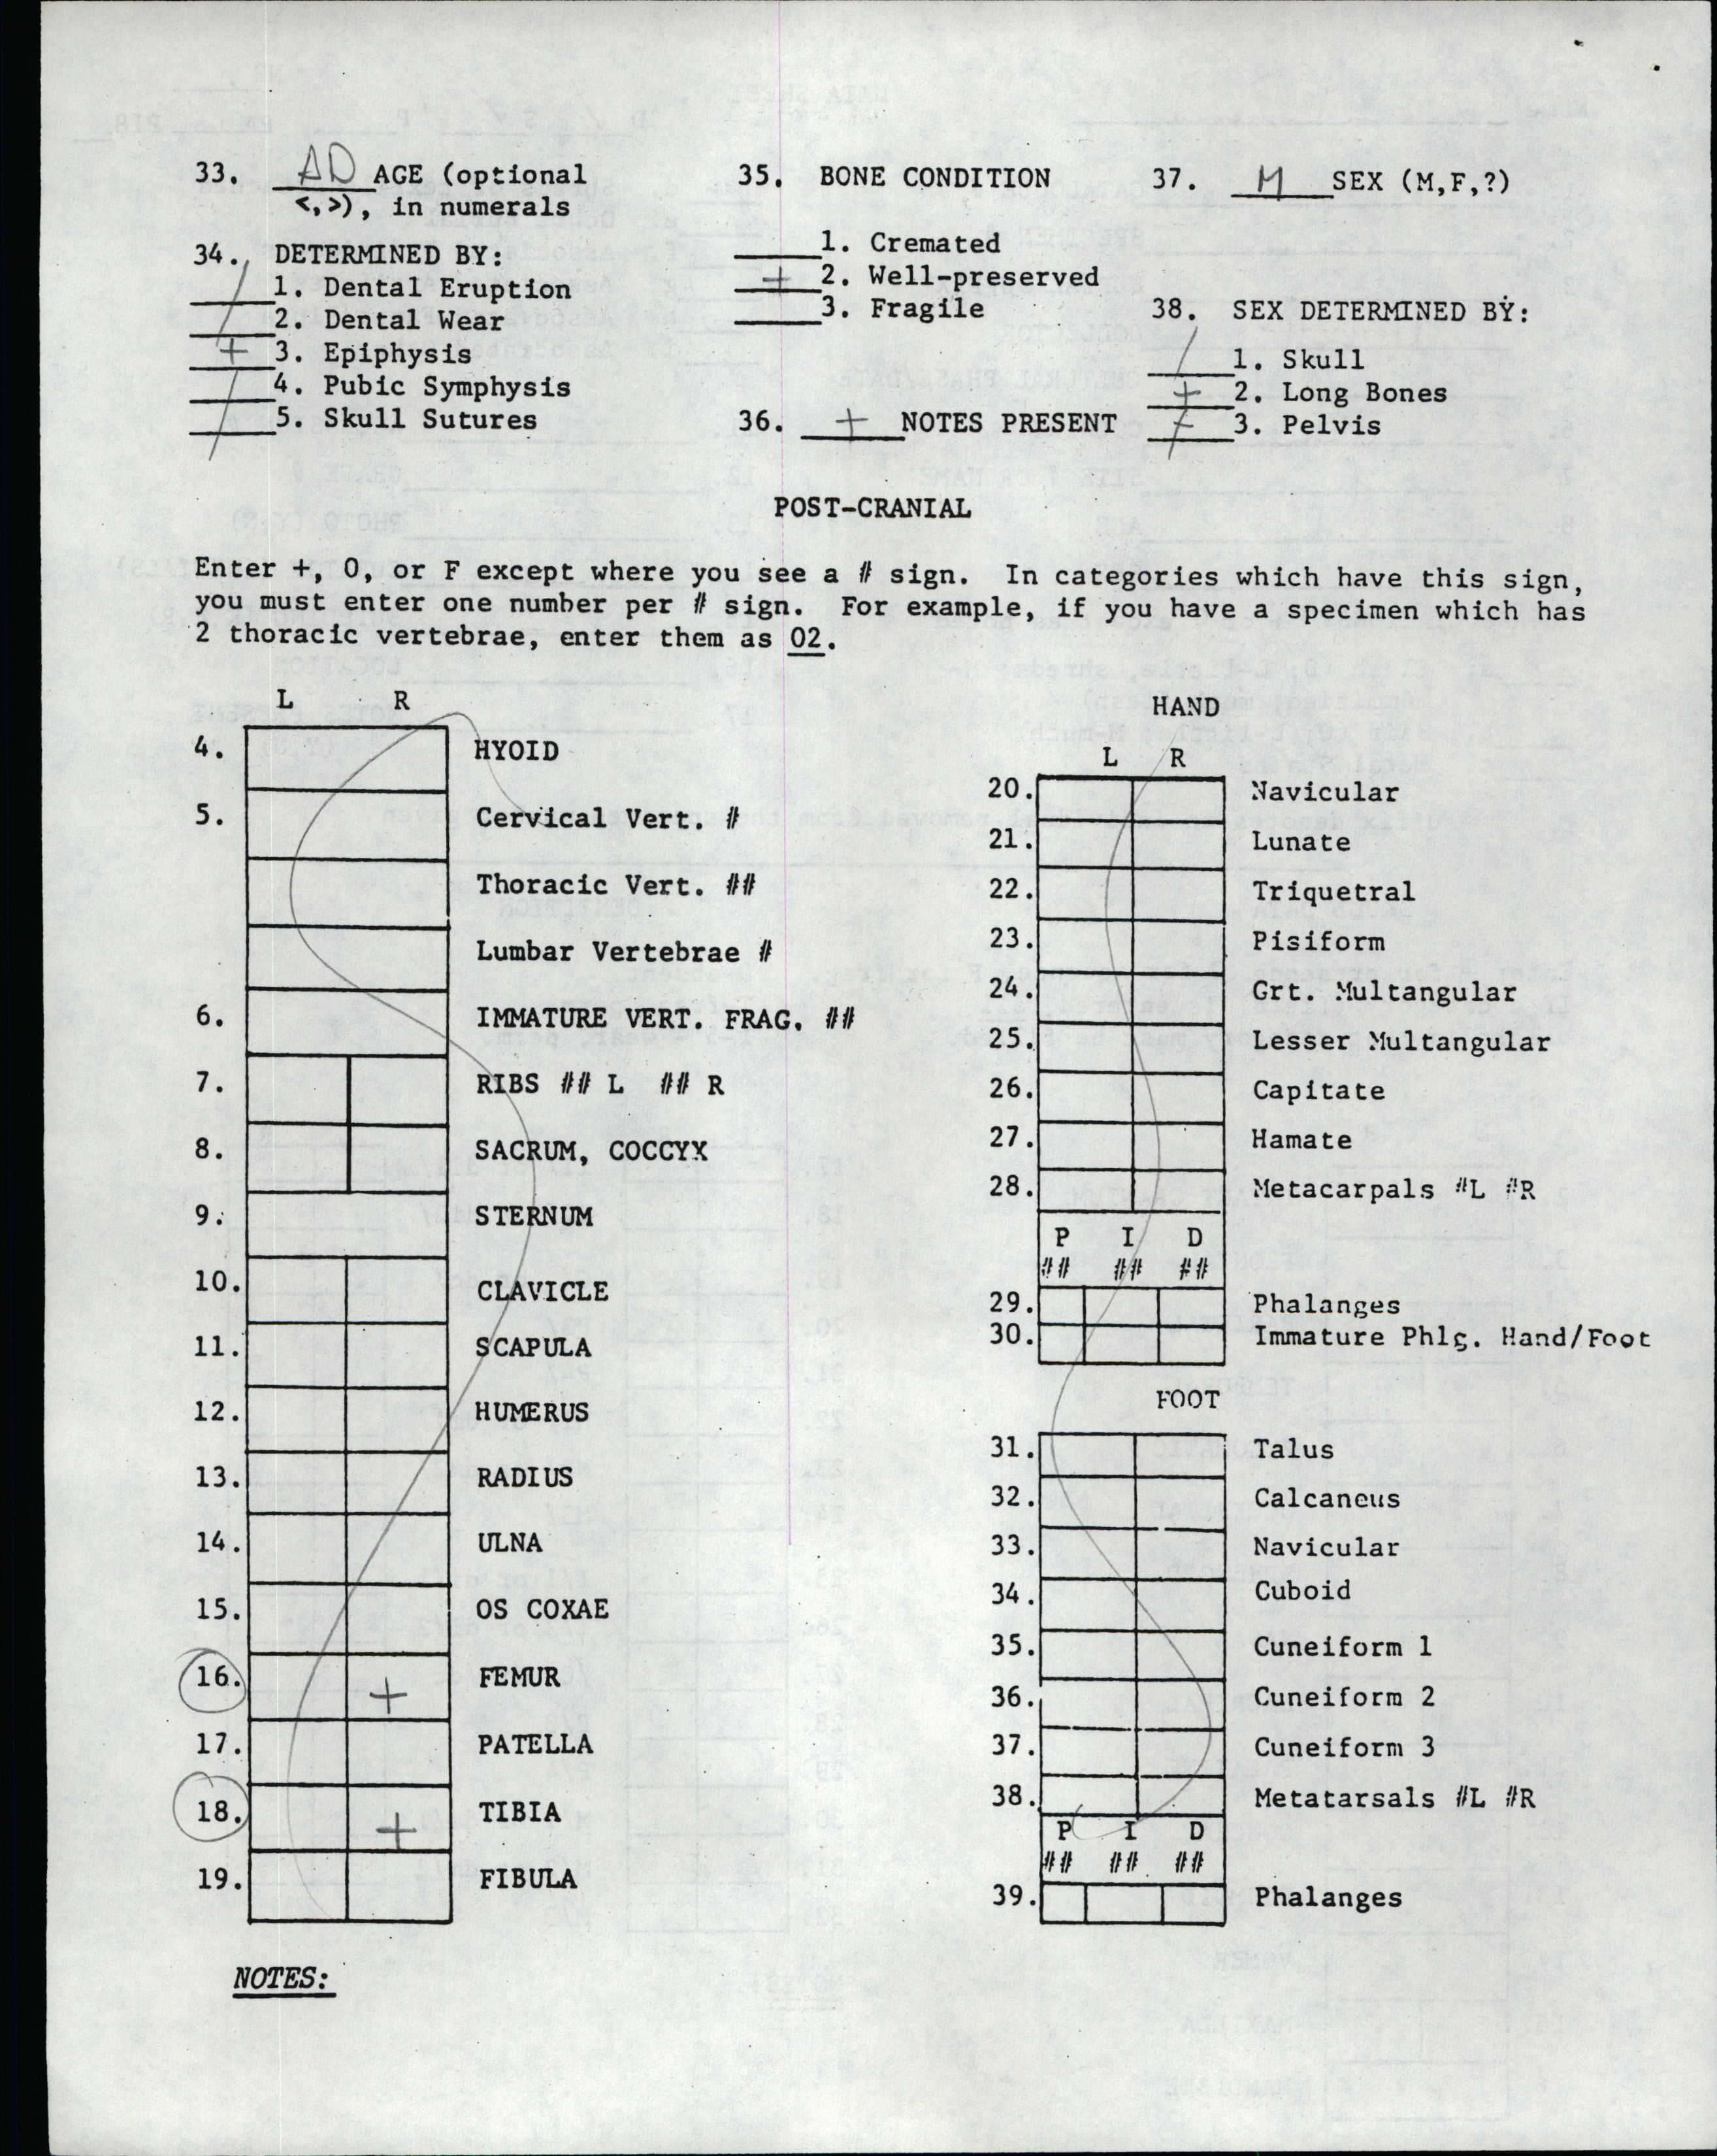 33. AD AGE (optional
<,>), in numerals
34. DETERMINED BY:
/ 1. Dental Eruption
2. Dental Wear
+ 3. Epiphysis
/ 4. Pubic Symphysis
5. Skull Sutures
35. BONE CONDITION
1. Cremated
+ 2. Well-preserved
3. Fragile
36. + NOTES PRESENT
37. M SEX (M,F,?)
38. SEX DETERMINED BY:
/ 1. Skull
+ 2. Long Bones
3. Pelvis
POST-CRANIAL
Enter +, 0, or F except where you see a # sign. In categories which have this sign,
you must enter one number per # sign. For example, if you have a specimen which has
2 thoracic vertebrae, enter them as 02.
L R
4. HYOID
5. Cervical Vert. #
Thoracic Vert. ##
Lumbar Vertebrae #
6. IMMATURE VERT. FRAG. ##
7. RIBS ## L ## R
8. SACRUM, COCCYX
9. STERNUM
10. CLAVICLE
11. SCAPULA
12. HUMERUS
13. RADIUS
14. ULNA
15. OS COXAE
16. + FEMUR
17. PATELLA
18. + TIBIA
19. FIBULA
HAND
L R
20. Navicular
21. Lunate
22. Triquetral
23. Pisiform
24. Grt. Multangular
25. Lesser Multangular
26. Capitate
27. Hamate
28. Metacarpals #L #R
P I D
## ## ##
29. Phalanges
30. Immature Phlg. Hand/Foot
FOOT
31. Talus
32. Calcaneus
33. Navicular
34. Cuboid
35. Cuneiform 1
36. Cuneiform 2
37. Cuneiform 3
38. Metatarsals #L #R
P I D
## ## ##
39. Phalanges
NOTES: